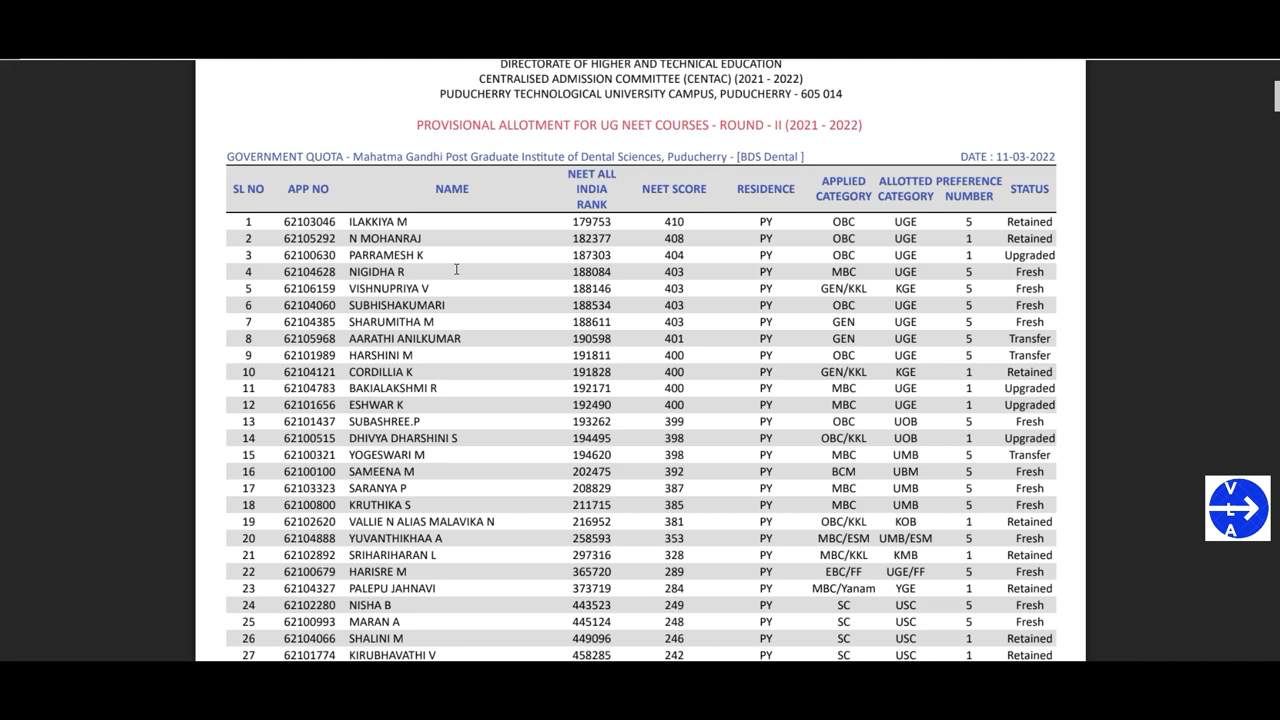 DIRECTORATE OF HIGHER AND TECHNICAL EDUCATION
CENTRALISED ADMISSION COMMITTEE (CENTAC) (2021 - 2022)
PUDUCHERRY TECHNOLOGICAL UNIVERSITY CAMPUS, PUDUCHERRY - 605 014
PROVISIONAL ALLOTMENT FOR UG NEET COURSES - ROUND - II (2021 - 2022)
GOVERNMENT QUOTA - Mahatma Gandhi Post Graduate Institute of Dental Sciences, Puducherry - [BDS Dental ] DATE : 11-03-2022
SL NO APP NO NAME NEET ALL INDIA RANK NEET SCORE RESIDENCE APPLIED CATEGORY ALLOTTED CATEGORY PREFERENCE NUMBER STATUS
1 62103046 ILAKKIYA M 179753 410 PY OBC UGE 5 Retained
2 62105292 N MOHANRAJ 182377 408 PY OBC UGE 1 Retained
3 62100630 PARRAMESH K 187303 404 PY OBC UGE 1 Upgraded
4 62104628 NIGIDHA R 188084 403 PY MBC UGE 5 Fresh
5 62106159 VISHNUPRIYA V 188146 403 PY GEN/KKL KGE 5 Fresh
6 62104060 SUBHISHAKUMARI 188534 403 PY OBC UGE 5 Fresh
7 62104385 SHARUMITHA M 188611 403 PY GEN UGE 5 Fresh
8 62105968 AARATHI ANILKUMAR 190598 401 PY GEN UGE 5 Transfer
9 62101989 HARSHINI M 191811 400 PY OBC UGE 5 Transfer
10 62104121 CORDILLIA K 191828 400 PY GEN/KKL KGE 1 Retained
11 62104783 BAKIALAKSHMI R 192171 400 PY MBC UGE 1 Upgraded
12 62101656 ESHWAR K 192490 400 PY MBC UGE 1 Upgraded
13 62101437 SUBASHREE.P 193262 399 PY OBC UOB 5 Fresh
14 62100515 DHIVYA DHARSHINI S 194495 398 PY OBC/KKL UOB 1 Upgraded
15 62100321 YOGESWARI M 194620 398 PY MBC UMB 5 Transfer
16 62100100 SAMEENA M 202475 392 PY BCM UBM 5 Fresh
17 62103323 SARANYA P 208829 387 PY MBC UMB 5 Fresh
18 62100800 KRUTHIKA S 211715 385 PY MBC UMB 5 Fresh
19 62102620 VALLIE N ALIAS MALAVIKA N 216952 381 PY OBC/KKL KOB 1 Retained
20 62104888 YUVANTHIKHAA A 258593 353 PY MBC/ESM UMB/ESM 5 Fresh
21 62102892 SRIHARIHARAN L 297316 328 PY MBC/KKL KMB 1 Retained
22 62100679 HARISRE M 365720 289 PY EBC/FF UGE/FF 5 Fresh
23 62104327 PALEPU JAHNAVI 373719 284 PY MBC/Yanam YGE 1 Retained
24 62102280 NISHA B 443523 249 PY SC USC 5 Fresh
25 62100993 MARAN A 445124 248 PY SC USC 5 Fresh
26 62104066 SHALINI M 449096 246 PY SC USC 1 Retained
27 62101774 KIRUBHAVATHI V 458285 242 PY SC USC 1 Retained
V
L
A